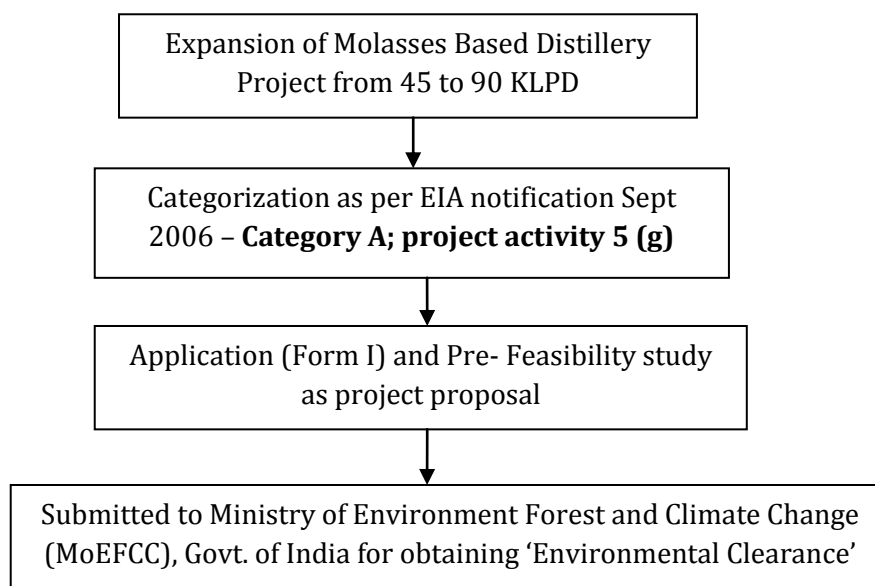 Expansion of Molasses Based Distillery
Project from 45 to 90 KLPD
Categorization as per EIA notification Sept
2006 – Category A; project activity 5 (g)
Application (Form I) and Pre- Feasibility study
as project proposal
Submitted to Ministry of Environment Forest and Climate Change
(MoEFCC), Govt. of India for obtaining ‘Environmental Clearance’